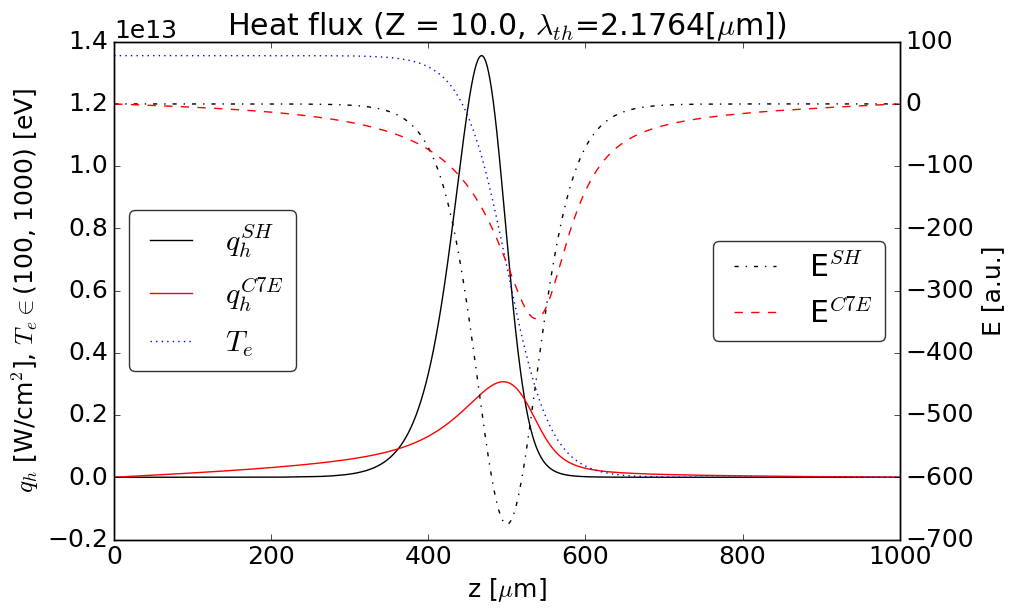 Heat flux (Z = 10.0, λ_th=2.1764[μm])
1e13
1.4
1.2
1.0
0.8
0.6
0.4
0.2
0.0
−0.2
q_h [W/cm²], T_e ∈ (100, 1000) [eV]
q_h^SH
q_h^C7E
T_e
E^SH
E^C7E
100
0
−100
−200
−300
−400
−500
−600
−700
E [a.u.]
0 200 400 600 800 1000
z [μm]